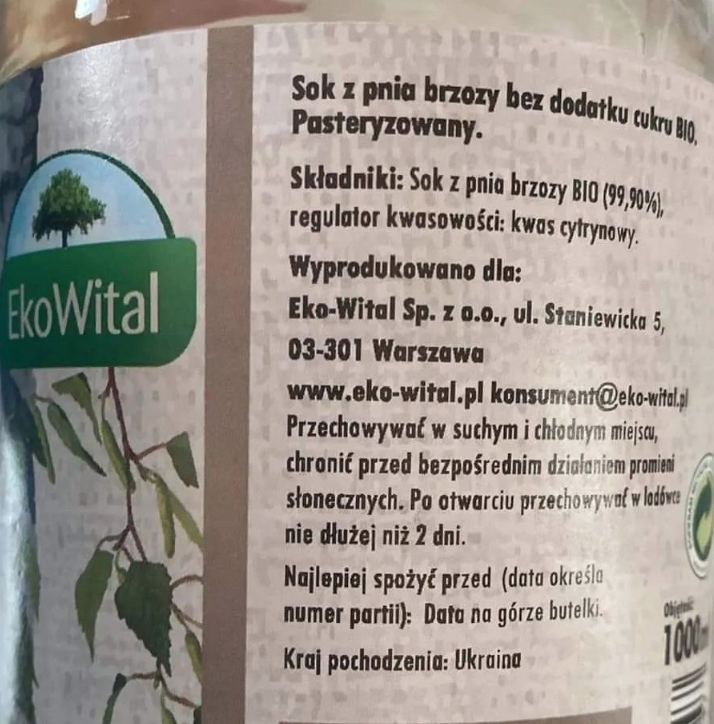 EkoWital
Sok z pnia brzozy bez dodatku cukru BIO.
Pasteryzowany.
Składniki: Sok z pnia brzozy BIO (99,90%),
regulator kwasowości: kwas cytrynowy.
Wyprodukowano dla:
Eko-Wital Sp. z o.o., ul. Staniewicka 5,
03-301 Warszawa
www.eko-wital.pl konsument@eko-wital.pl
Przechowywać w suchym i chłodnym miejscu,
chronić przed bezpośrednim działaniem promieni
słonecznych. Po otwarciu przechowywać w lodówce
nie dłużej niż 2 dni.
Najlepiej spożyć przed (data określa
numer partii): Data na górze butelki.
Kraj pochodzenia: Ukraina
Objętość:
1000